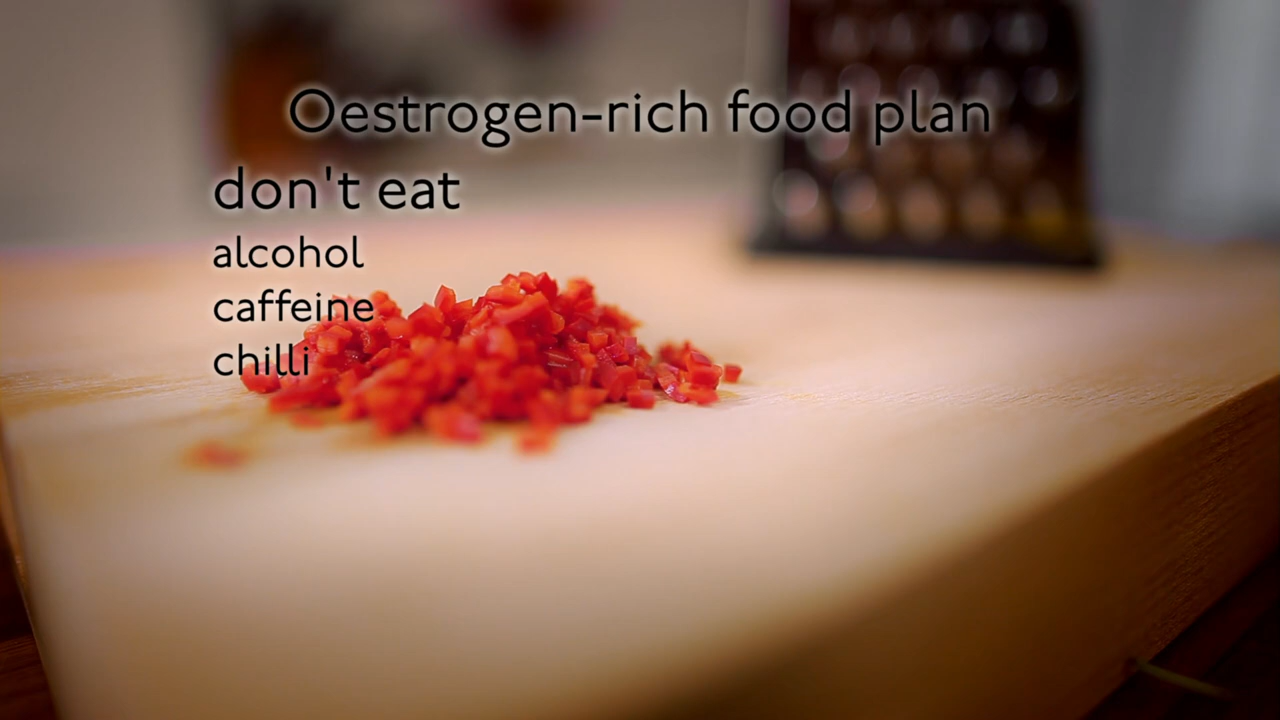 Oestrogen-rich food plan
don't eat
alcohol
caffeine
chilli